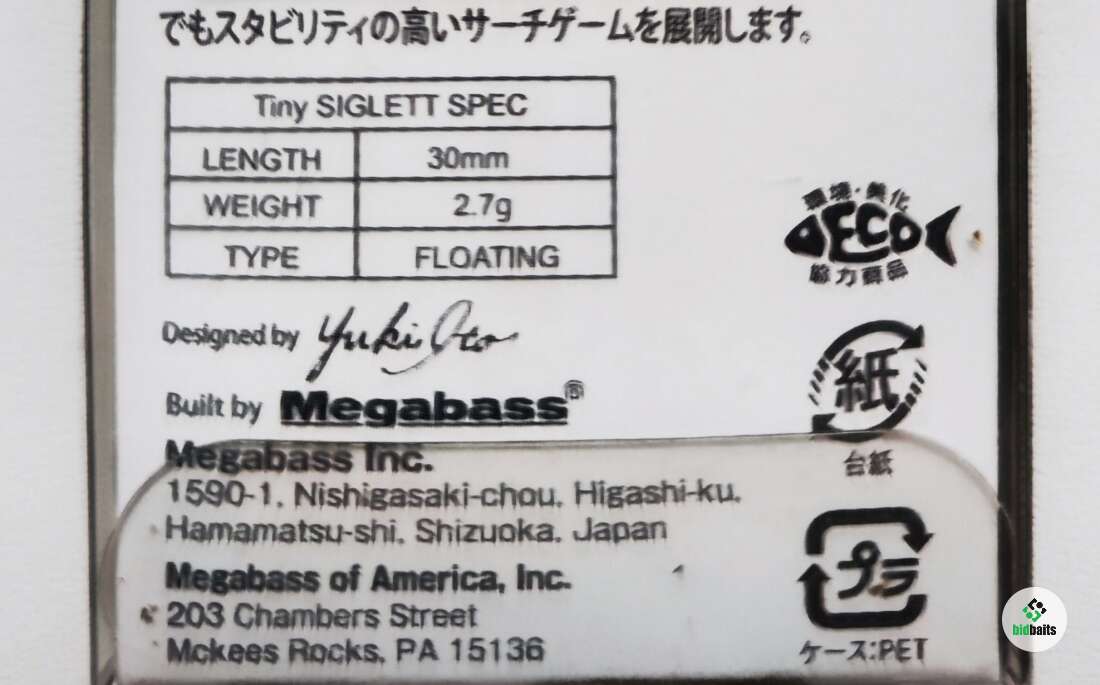 でもスタビリティの高いサーチゲームを展開します。
Tiny SIGLETT SPEC
LENGTH 30mm
WEIGHT 2.7g
TYPE FLOATING
環境・美化
ECO
協力商品
Designed by Yuki Ito
紙
Built by Megabass®
台紙
Megabass Inc.
1590-1, Nishigasaki-chou, Higashi-ku,
Hamamatsu-shi, Shizuoka, Japan
プラ
Megabass of America, Inc.
203 Chambers Street
Mckees Rocks, PA 15136
ケース:PET
bidbaits